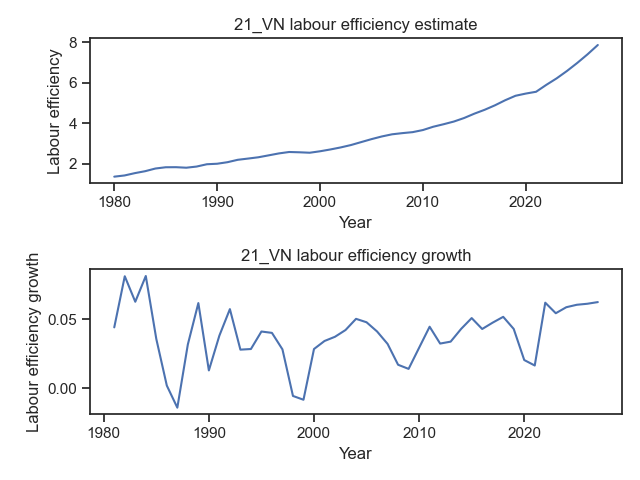 21_VN labour efficiency estimate
8
6
4
2
Labour efficiency
1980 1990 2000 2010 2020
Year
21_VN labour efficiency growth
0.05
0.00
Labour efficiency growth
1980 1990 2000 2010 2020
Year